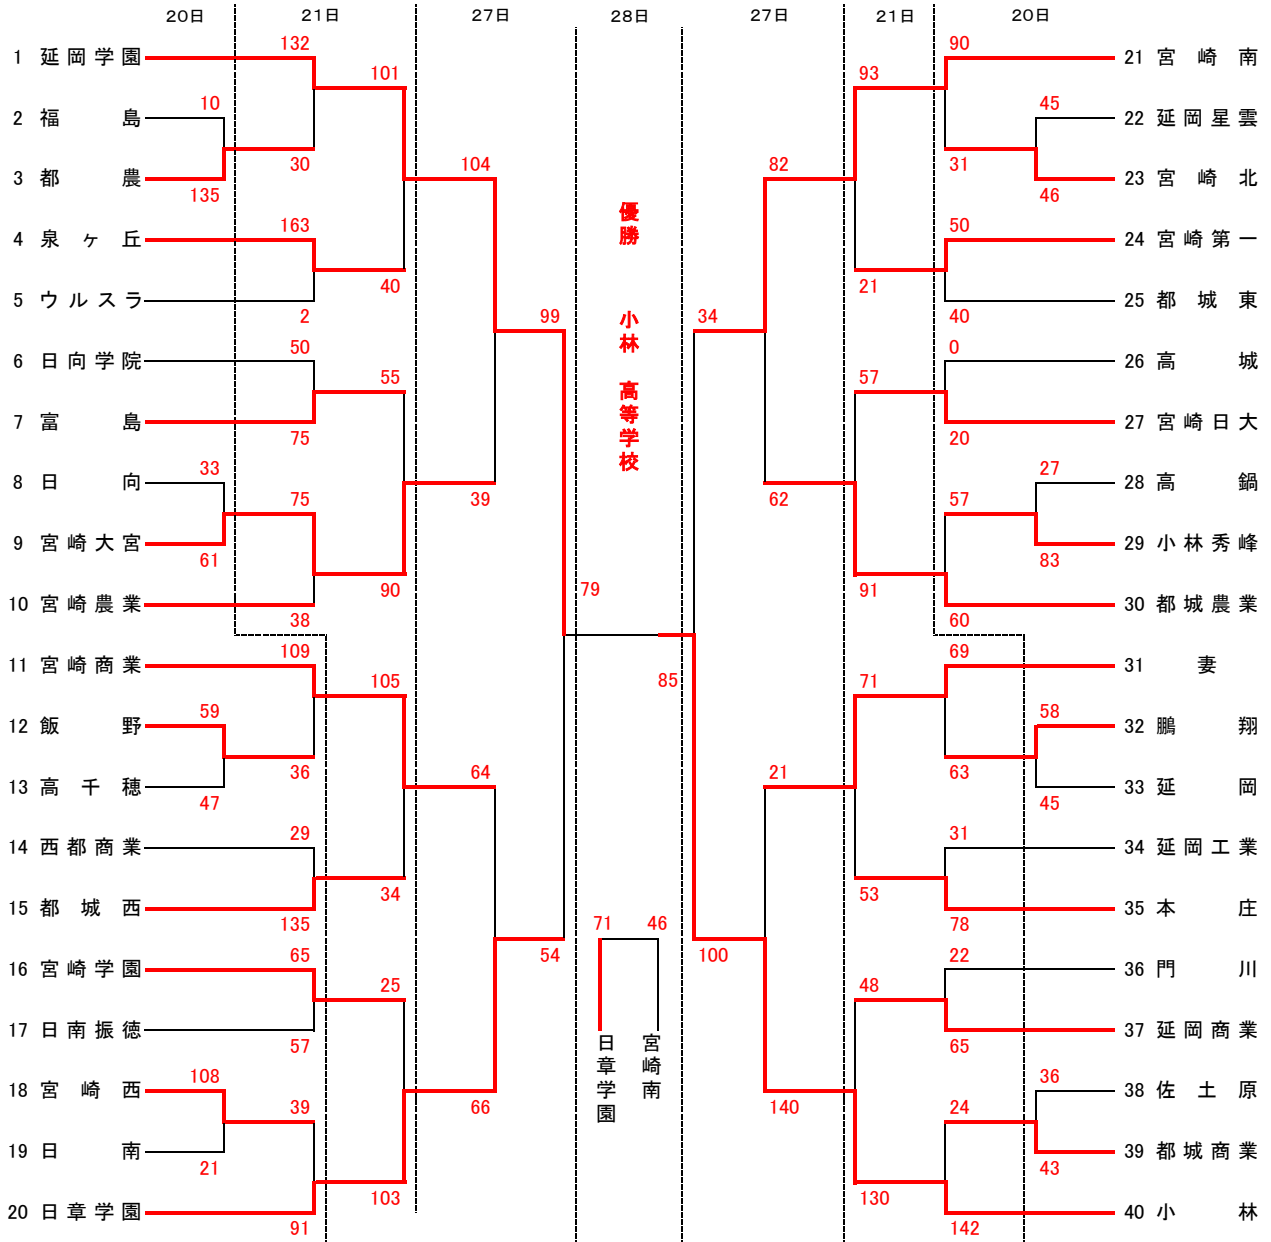 20日 21日 27日 28日 27日 21日 20日
1 延岡学園
2 福島
3 都農
4 泉ヶ丘
5 ウルスラ
6 日向学院
7 富島
8 日向
9 宮崎大宮
10 宮崎農業
11 宮崎商業
12 飯野
13 高千穂
14 西都商業
15 都城西
16 宮崎学園
17 日南振徳
18 宮崎西
19 日南
20 日章学園
10
135
33
61
59
47
108
21
132
30
163
2
50
75
75
38
109
36
29
135
65
57
39
91
101
40
55
90
105
34
25
103
104
39
64
66
99
54
79
85
優勝 小林 高等学校
71 46
日章学園
宮崎南
34
100
82
62
21
140
93
21
57
91
71
53
48
130
90
31
50
40
0
20
57
60
69
63
31
78
22
65
24
142
45
46
27
83
58
45
36
43
21 宮崎南
22 延岡星雲
23 宮崎北
24 宮崎第一
25 都城東
26 高城
27 宮崎日大
28 高鍋
29 小林秀峰
30 都城農業
31 妻
32 鵬翔
33 延岡
34 延岡工業
35 本庄
36 門川
37 延岡商業
38 佐土原
39 都城商業
40 小林